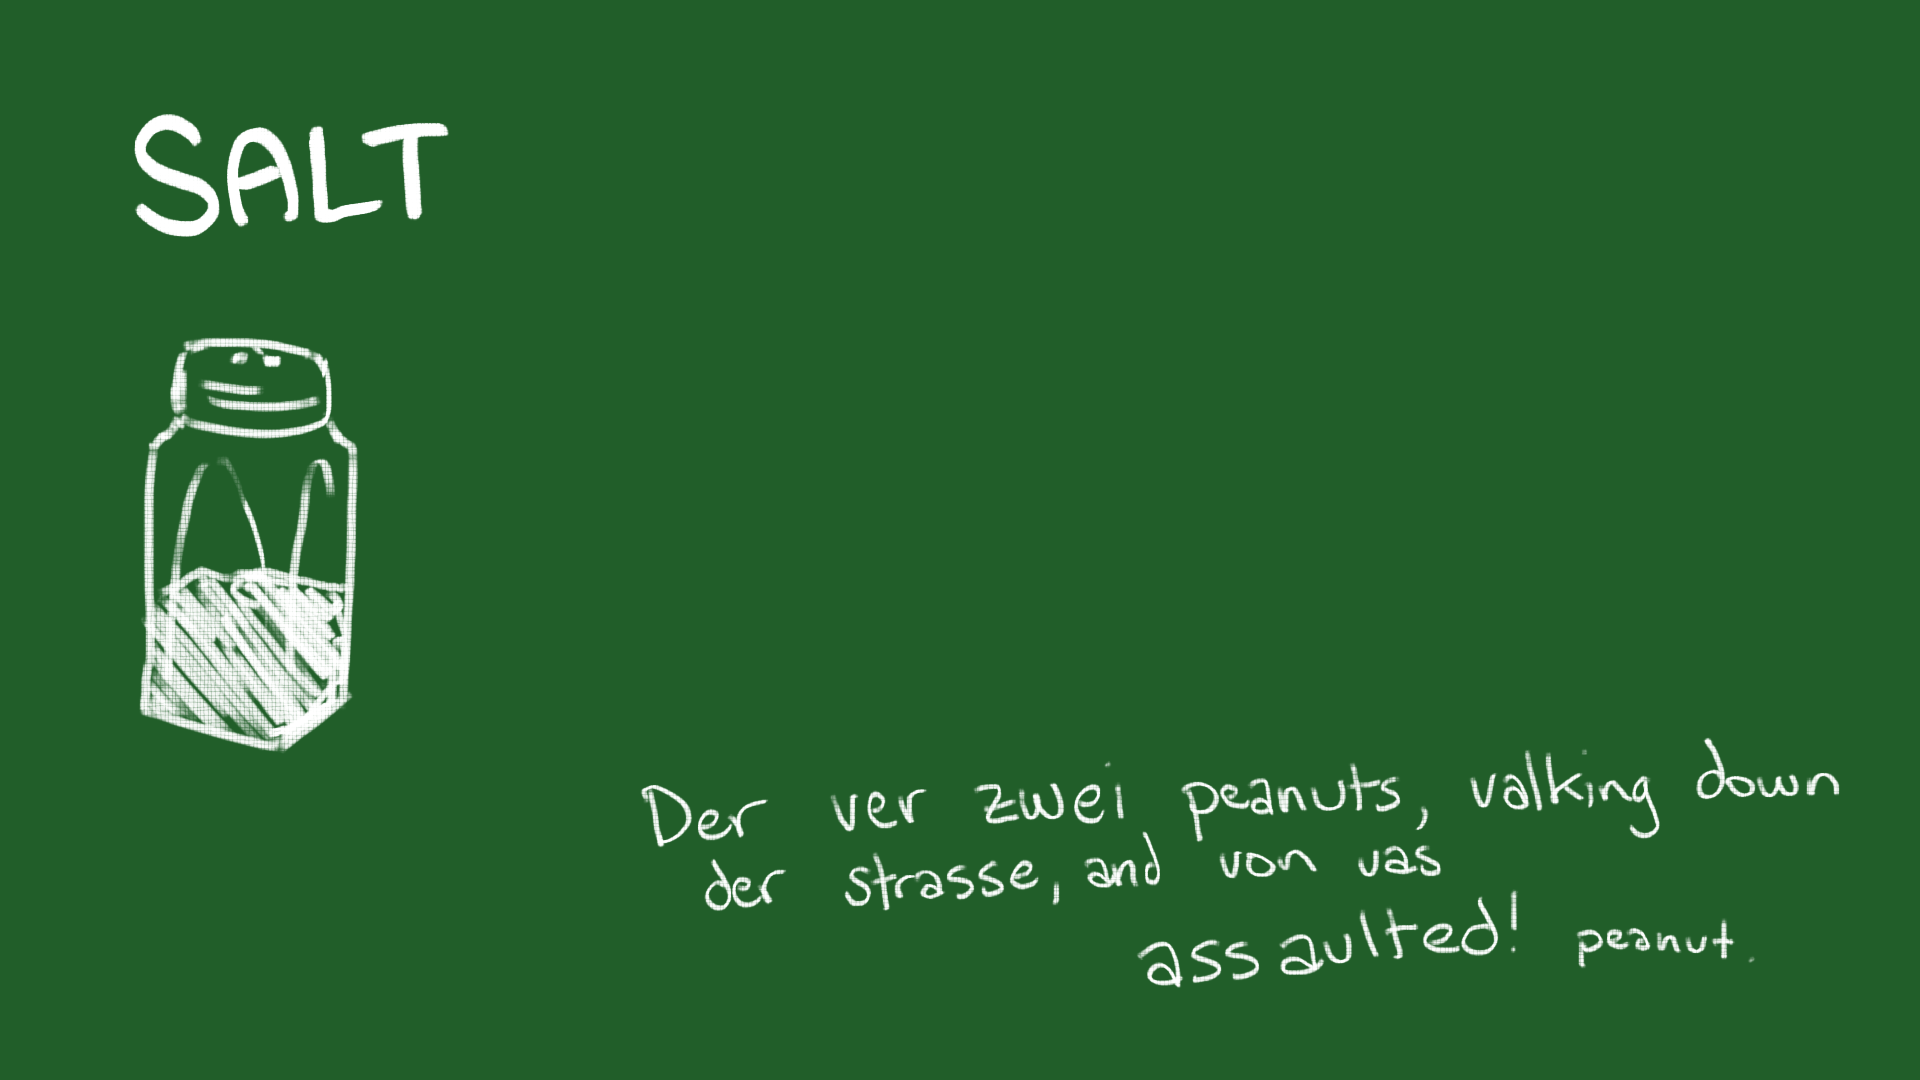 SALT
Der ver zwei peanuts, valking down
der strasse, and von vas
assaulted! peanut.